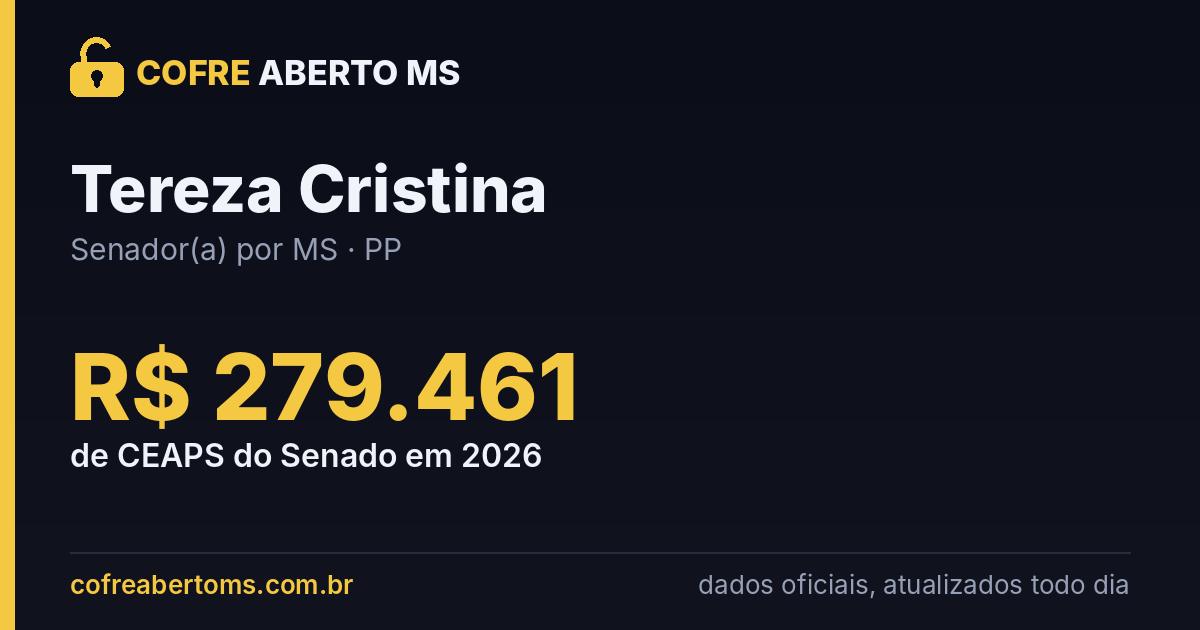 COFRE ABERTO MS
Tereza Cristina
Senador(a) por MS · PP
R$ 279.461
de CEAPS do Senado em 2026
cofreabertoms.com.br
dados oficiais, atualizados todo dia